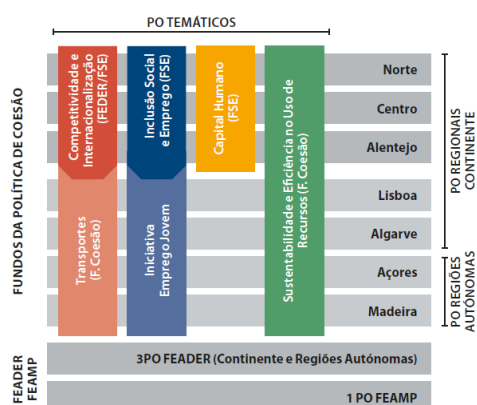 PO TEMÁTICOS
FUNDOS DA POLÍTICA DE COESÃO
Competitividade e
Internacionalização
(FEDER/FSE)
Transportes
(F. Coesão)
Inclusão Social
e Emprego (FSE)
Iniciativa
Emprego Jovem
Capital Humano
(FSE)
Sustentabilidade e Eficiência no Uso de
Recursos (F. Coesão)
Norte
Centro
Alentejo
Lisboa
Algarve
Açores
Madeira
PO REGIONAIS
CONTINENTE
PO REGIÕES
AUTÓNOMAS
FEADER
FEAMP
3PO FEADER (Continente e Regiões Autónomas)
1 PO FEAMP